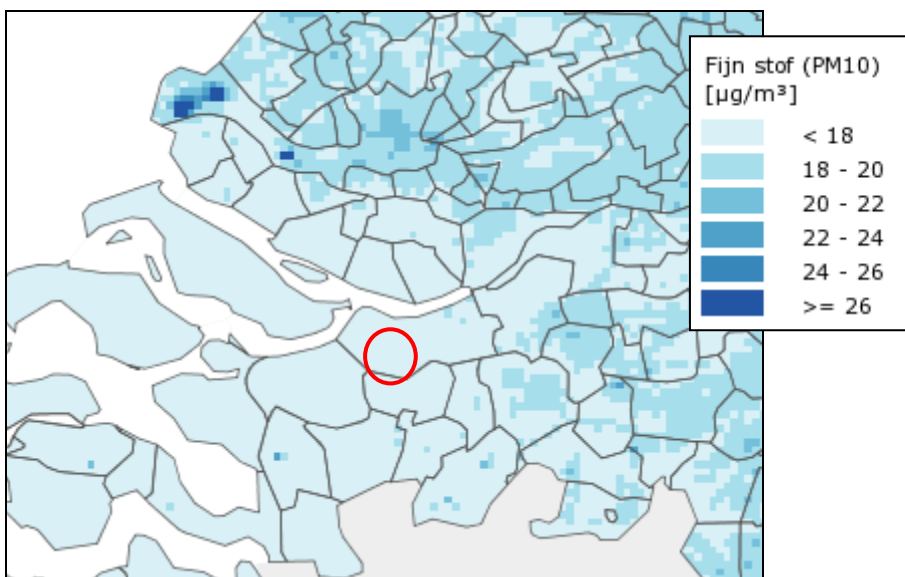 Fijn stof (PM10)
[µg/m³]
< 18
18 - 20
20 - 22
22 - 24
24 - 26
>= 26